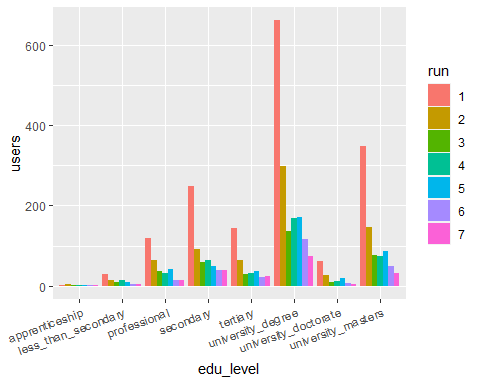 600
400
200
0
users
apprenticeship
less_than_secondary
professional
secondary
tertiary
university_degree
university_doctorate
university_masters
edu_level
run
1
2
3
4
5
6
7